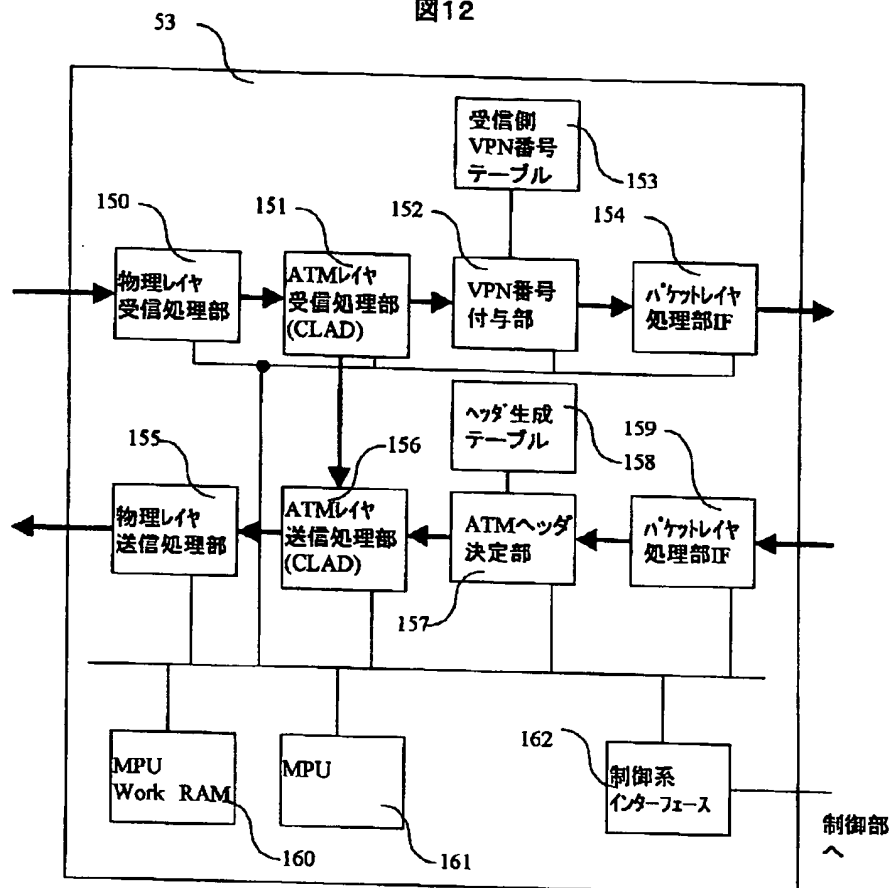 図12
53
受信側
VPN番号
テーブル
153
150
151
152
154
物理レイヤ
受信処理部
ATMレイヤ
受信処理部
(CLAD)
VPN番号
付与部
パケットレイヤ
処理部IF
ヘッダ生成
テーブル
158
159
155
156
物理レイヤ
送信処理部
ATMレイヤ
送信処理部
(CLAD)
ATMヘッダ
決定部
パケットレイヤ
処理部IF
157
MPU
Work RAM
160
MPU
161
162
制御系
インターフェース
制御部
へ